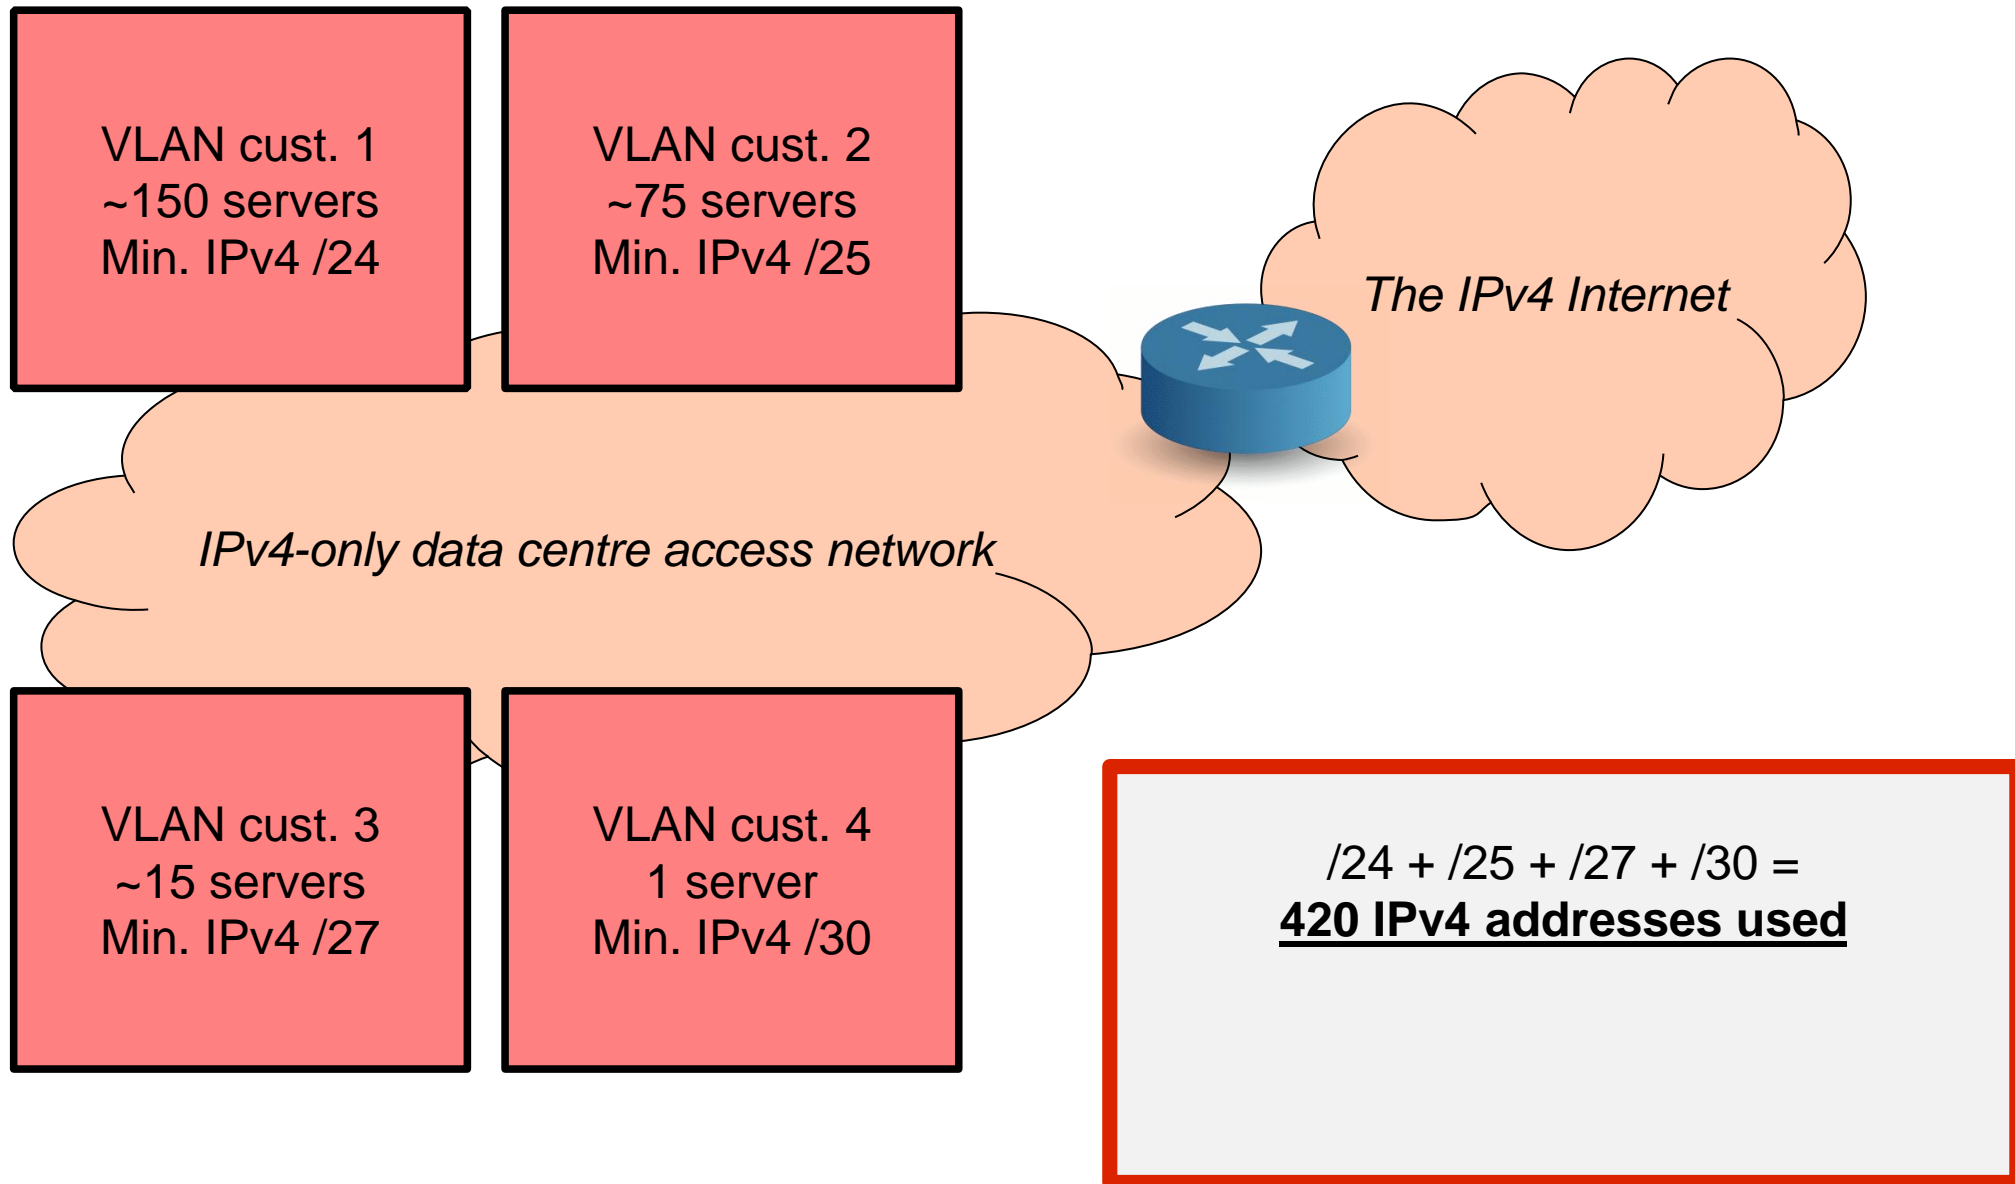 VLAN cust. 1
~150 servers
Min. IPv4 /24
VLAN cust. 2
~75 servers
Min. IPv4 /25
The IPv4 Internet
IPv4-only data centre access network
VLAN cust. 3
~15 servers
Min. IPv4 /27
VLAN cust. 4
1 server
Min. IPv4 /30
/24 + /25 + /27 + /30 =
420 IPv4 addresses used